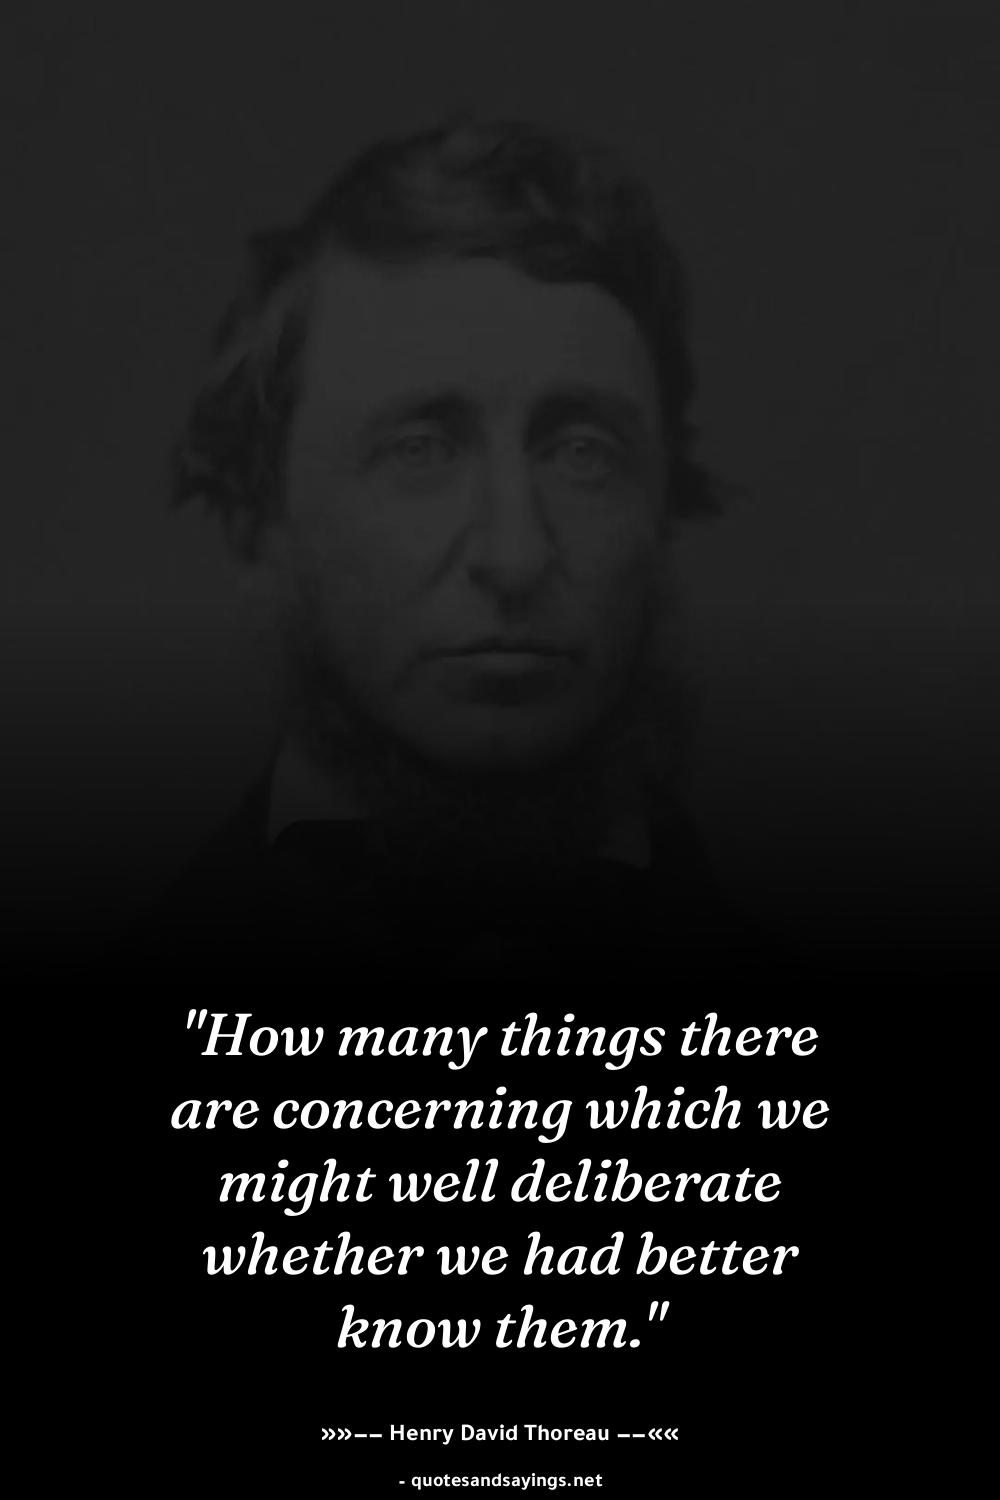 "How many things there
are concerning which we
might well deliberate
whether we had better
know them."
»»–– Henry David Thoreau ––««
- quotesandsayings.net